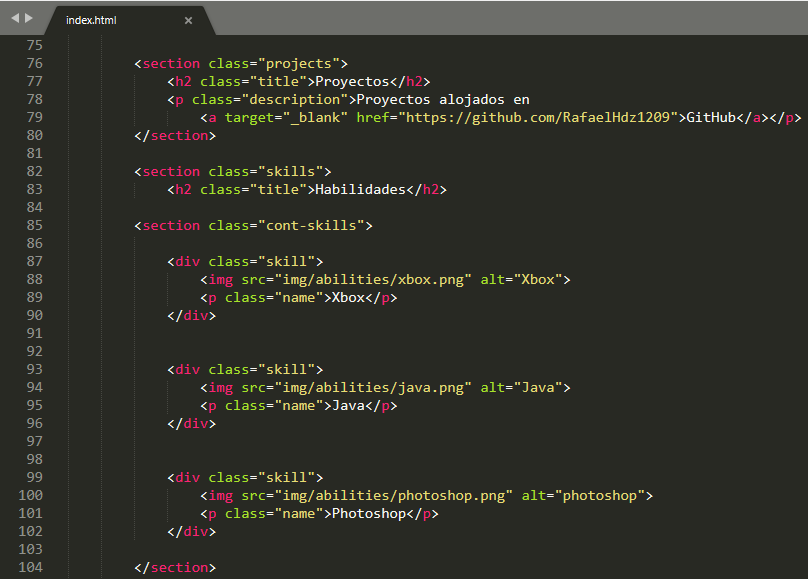 index.html ×
75
76 <section class="projects">
77 <h2 class="title">Proyectos</h2>
78 <p class="description">Proyectos alojados en
79 <a target="_blank" href="https://github.com/RafaelHdz1209">GitHub</a></p>
80 </section>
81
82 <section class="skills">
83 <h2 class="title">Habilidades</h2>
84
85 <section class="cont-skills">
86
87 <div class="skill">
88 <img src="img/abilities/xbox.png" alt="Xbox">
89 <p class="name">Xbox</p>
90 </div>
91
92
93 <div class="skill">
94 <img src="img/abilities/java.png" alt="Java">
95 <p class="name">Java</p>
96 </div>
97
98
99 <div class="skill">
100 <img src="img/abilities/photoshop.png" alt="photoshop">
101 <p class="name">Photoshop</p>
102 </div>
103
104 </section>